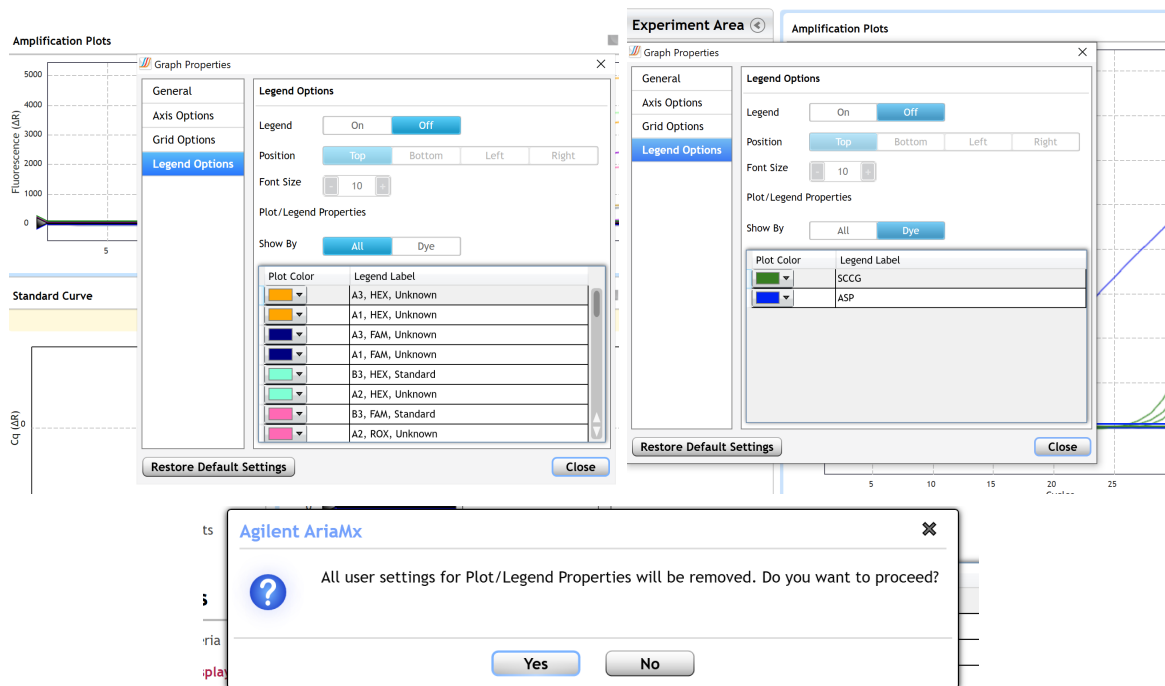 Amplification Plots
5000
4000
3000
2000
1000
0
Fluorescence (ΔR)
5
Standard Curve
Cq (ΔR)
0
Graph Properties
General
Axis Options
Grid Options
Legend Options
Legend Options
Legend On Off
Position Top Bottom Left Right
Font Size - 10 +
Plot/Legend Properties
Show By All Dye
Plot Color Legend Label
A3, HEX, Unknown
A1, HEX, Unknown
A3, FAM, Unknown
A1, FAM, Unknown
B3, HEX, Standard
A2, HEX, Unknown
B3, FAM, Standard
A2, ROX, Unknown
Restore Default Settings Close
Experiment Area
Amplification Plots
Graph Properties
General
Axis Options
Grid Options
Legend Options
Legend Options
Legend On Off
Position Top Bottom Left Right
Font Size - 10 +
Plot/Legend Properties
Show By All Dye
Plot Color Legend Label
SCCG
ASP
Restore Default Settings Close
5 10 15 20 25
ts
s
ria
splay
Agilent AriaMx
All user settings for Plot/Legend Properties will be removed. Do you want to proceed?
Yes No